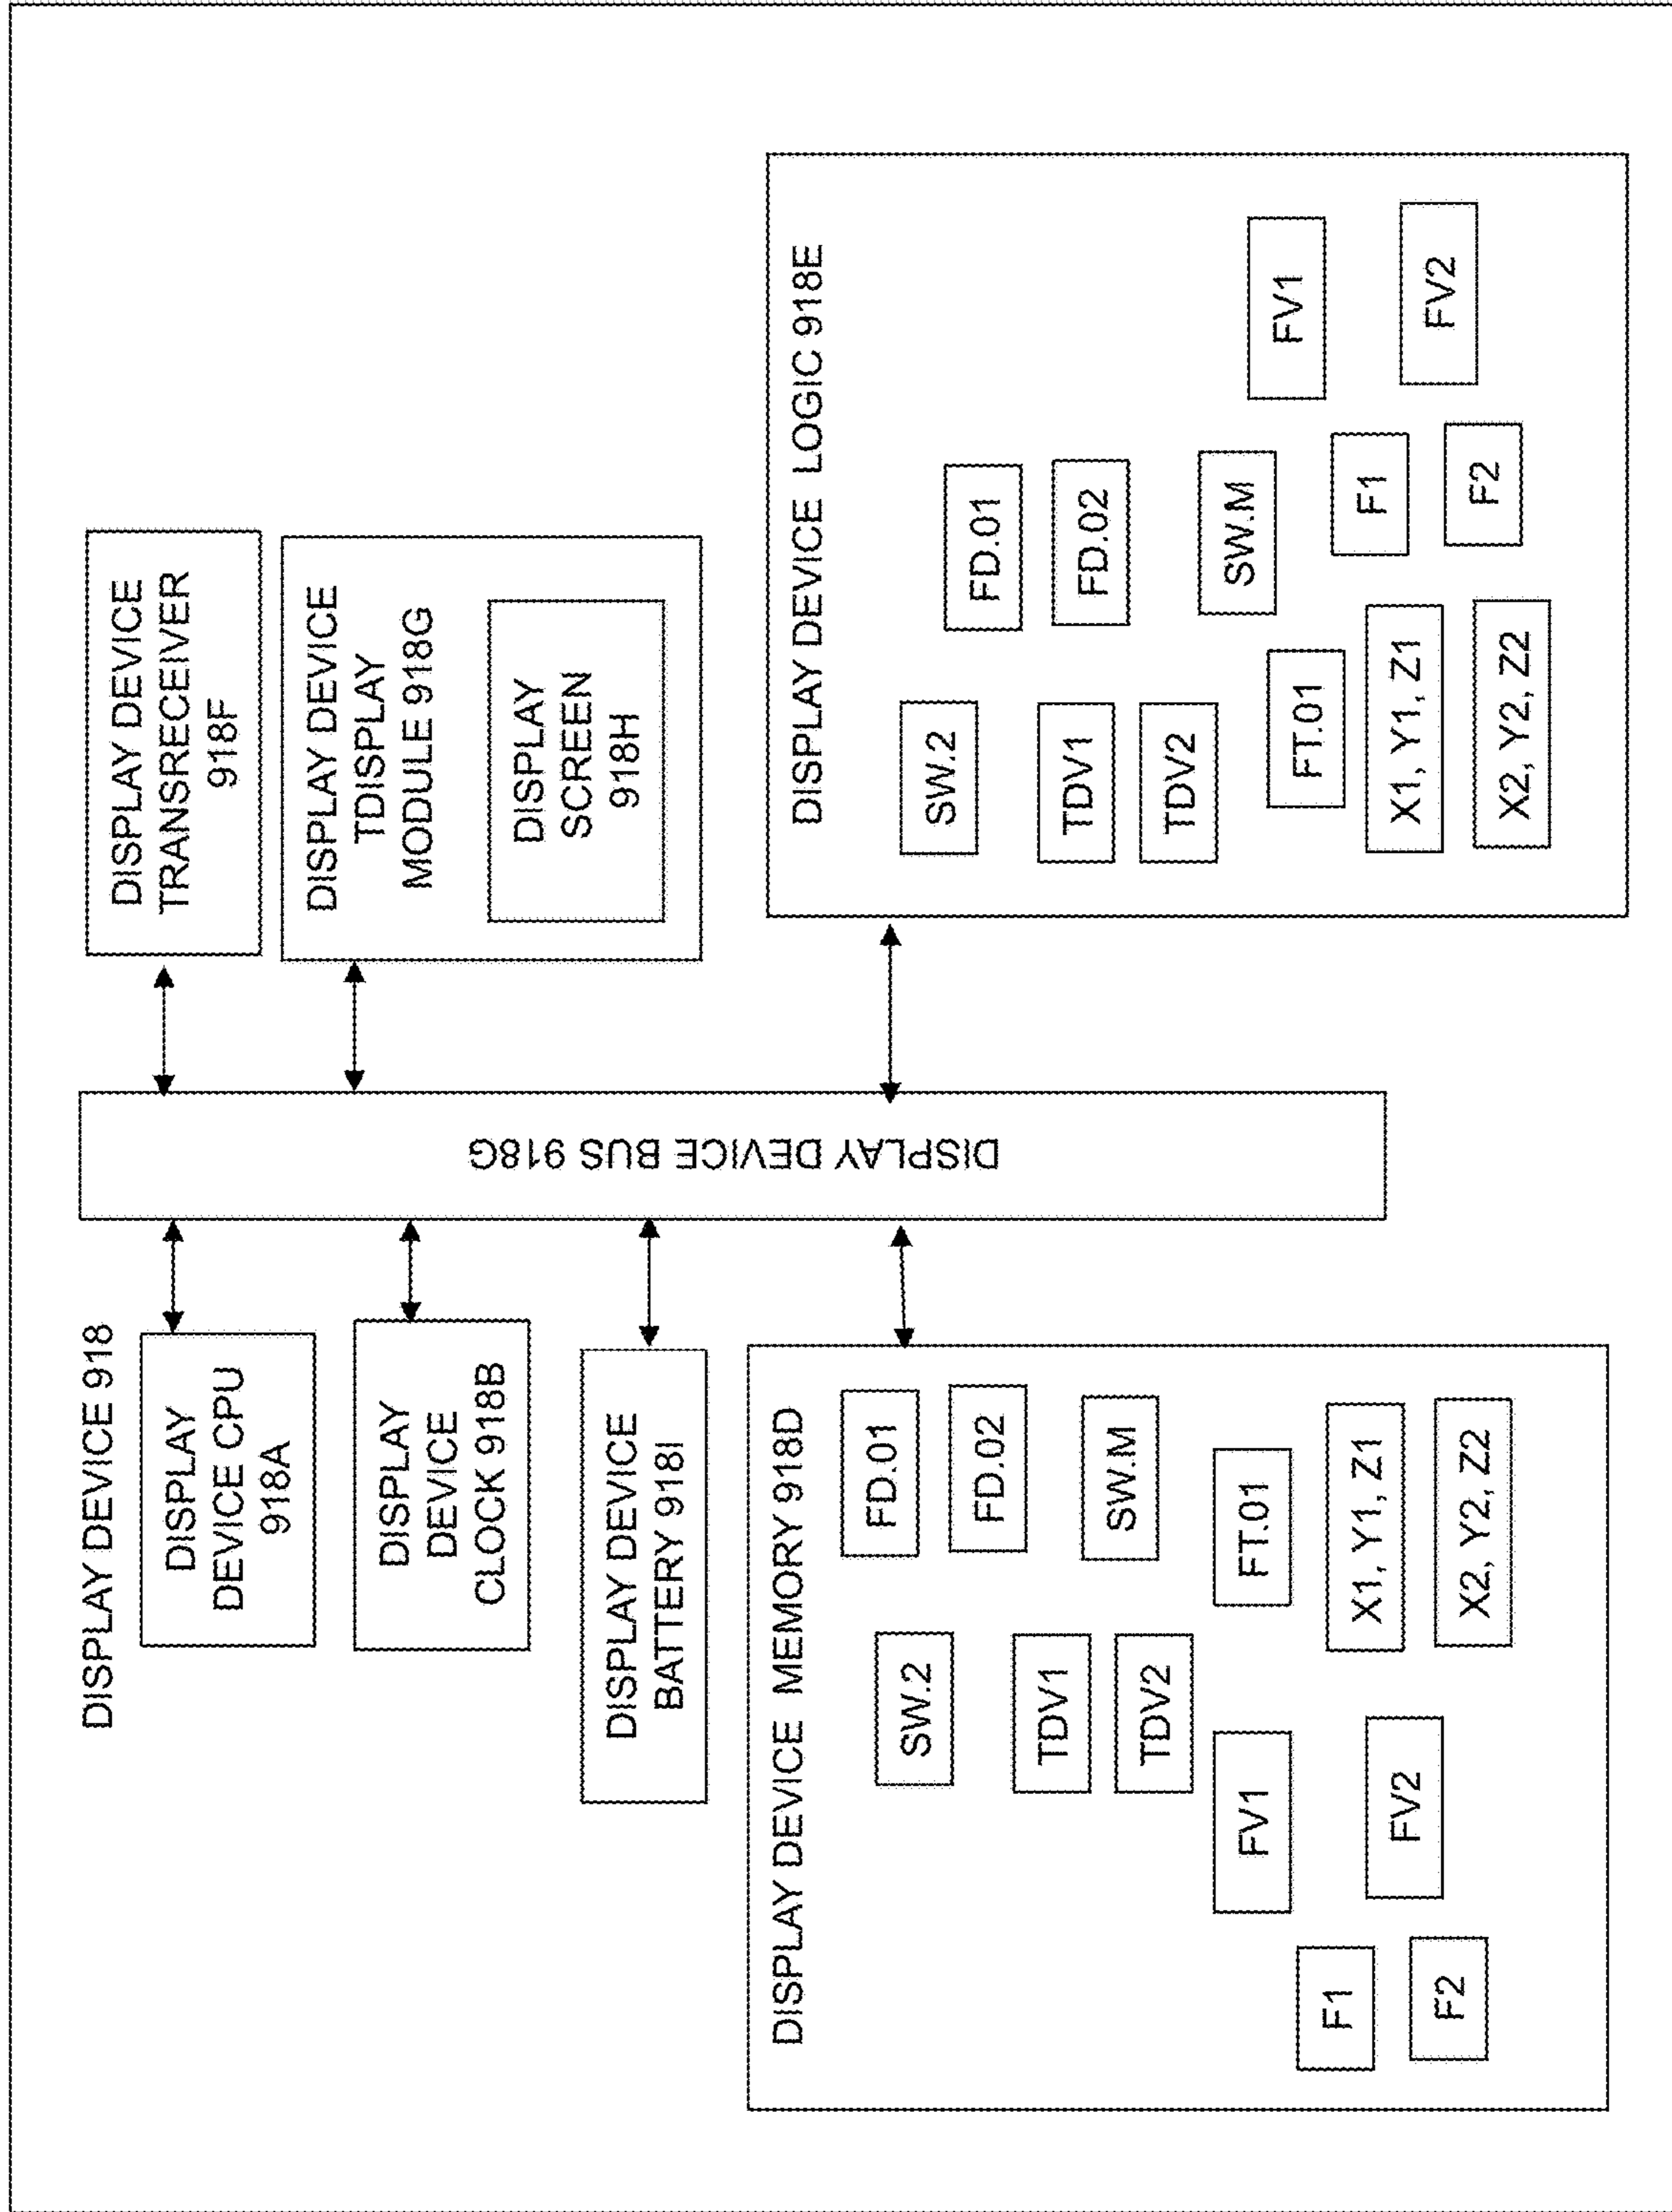 DISPLAY DEVICE 918
DISPLAY
DEVICE CPU
918A
DISPLAY
DEVICE
CLOCK 918B
DISPLAY DEVICE
BATTERY 918I
DISPLAY DEVICE MEMORY 918D
SW.2
FD.01
FD.02
TDV1
TDV2
SW.M
FV1
FT.01
F1
FV2
X1, Y1, Z1
F2
X2, Y2, Z2
DISPLAY DEVICE BUS 918G
DISPLAY DEVICE
TRANSRECEIVER
918F
DISPLAY DEVICE
TDISPLAY
MODULE 918G
DISPLAY
SCREEN
918H
DISPLAY DEVICE LOGIC 918E
SW.2
FD.01
TDV1
FD.02
TDV2
SW.M
FT.01
FV1
X1, Y1, Z1
F1
FV2
X2, Y2, Z2
F2